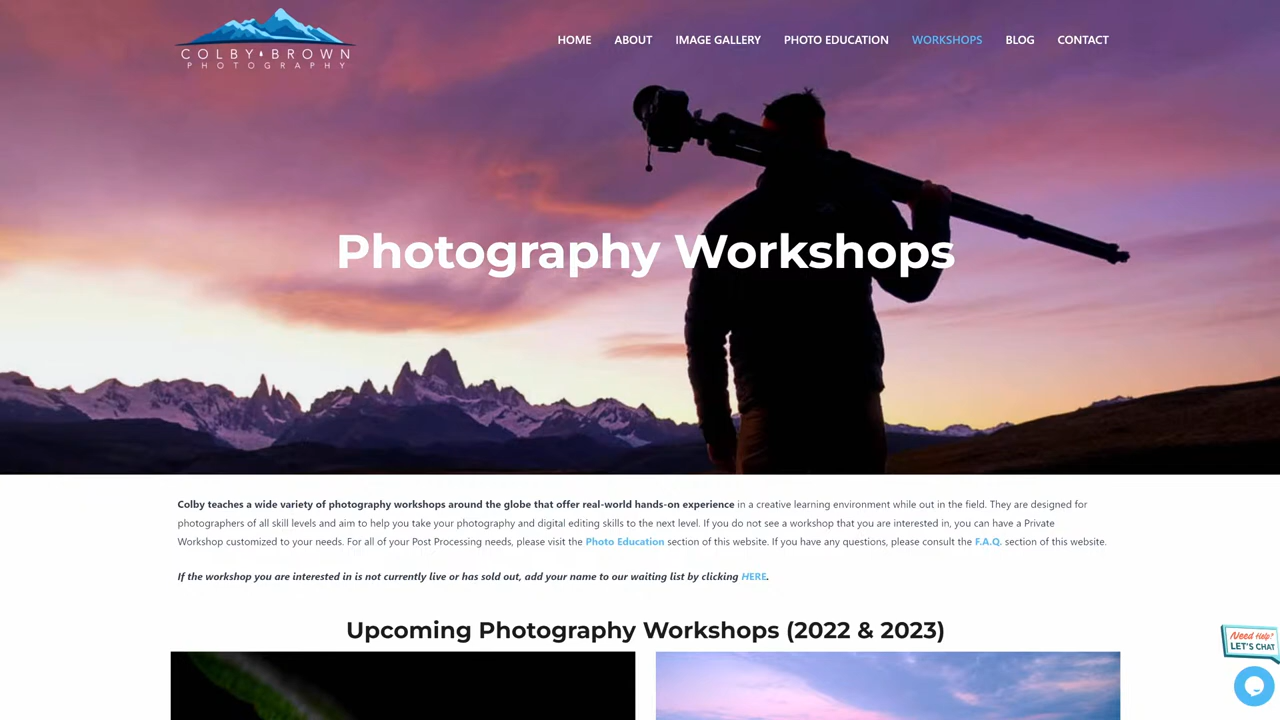 COLBY BROWN
PHOTOGRAPHY
HOME ABOUT IMAGE GALLERY PHOTO EDUCATION WORKSHOPS BLOG CONTACT
Photography Workshops
Colby teaches a wide variety of photography workshops around the globe that offer real-world hands-on experience in a creative learning environment while out in the field. They are designed for
photographers of all skill levels and aim to help you take your photography and digital editing skills to the next level. If you do not see a workshop that you are interested in, you can have a Private
Workshop customized to your needs. For all of your Post Processing needs, please visit the Photo Education section of this website. If you have any questions, please consult the F.A.Q. section of this website.
If the workshop you are interested in is not currently live or has sold out, add your name to our waiting list by clicking HERE.
Upcoming Photography Workshops (2022 & 2023)
Need Help?
LET'S CHAT